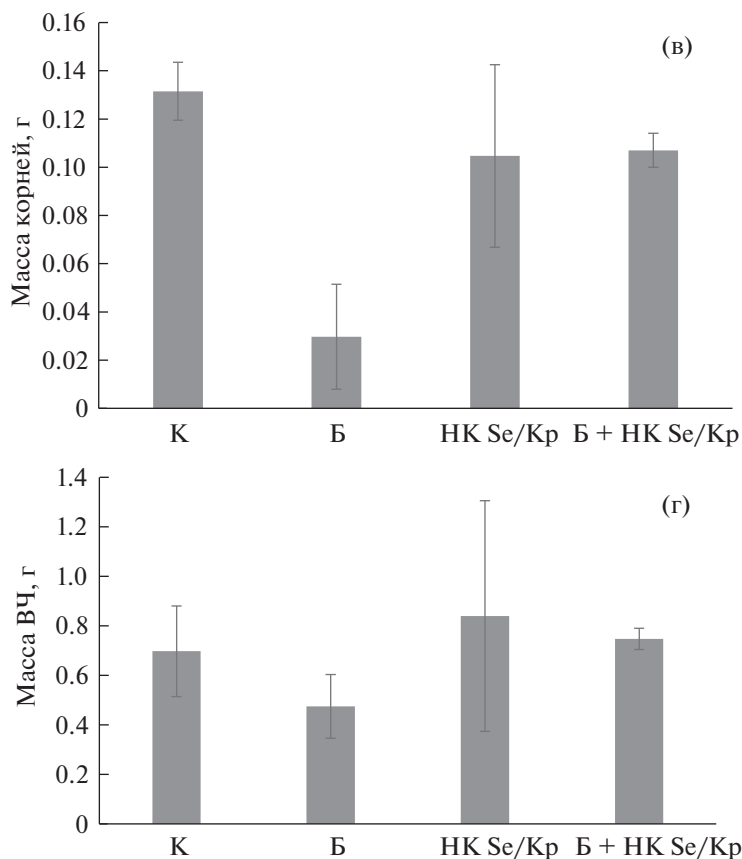 (в)
Масса корней, г
0.16
0.14
0.12
0.10
0.08
0.06
0.04
0.02
0
К Б НК Se/Кр Б + НК Se/Кр
(г)
Масса ВЧ, г
1.4
1.2
1.0
0.8
0.6
0.4
0.2
0
К Б НК Se/Кр Б + НК Se/Кр